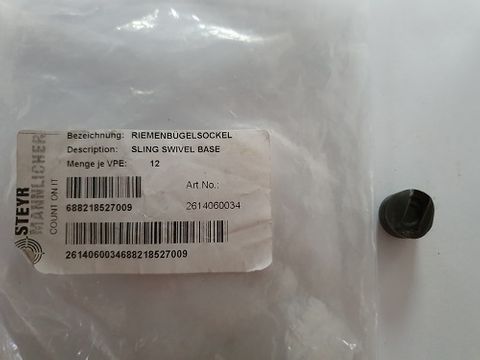 STEYR
MANNLICHER
COUNT ON IT
Bezeichnung: RIEMENBÜGELSOCKEL
Description: SLING SWIVEL BASE
Menge je VPE: 12
Art No.:
688218527009 2614060034
2614060034688218527009